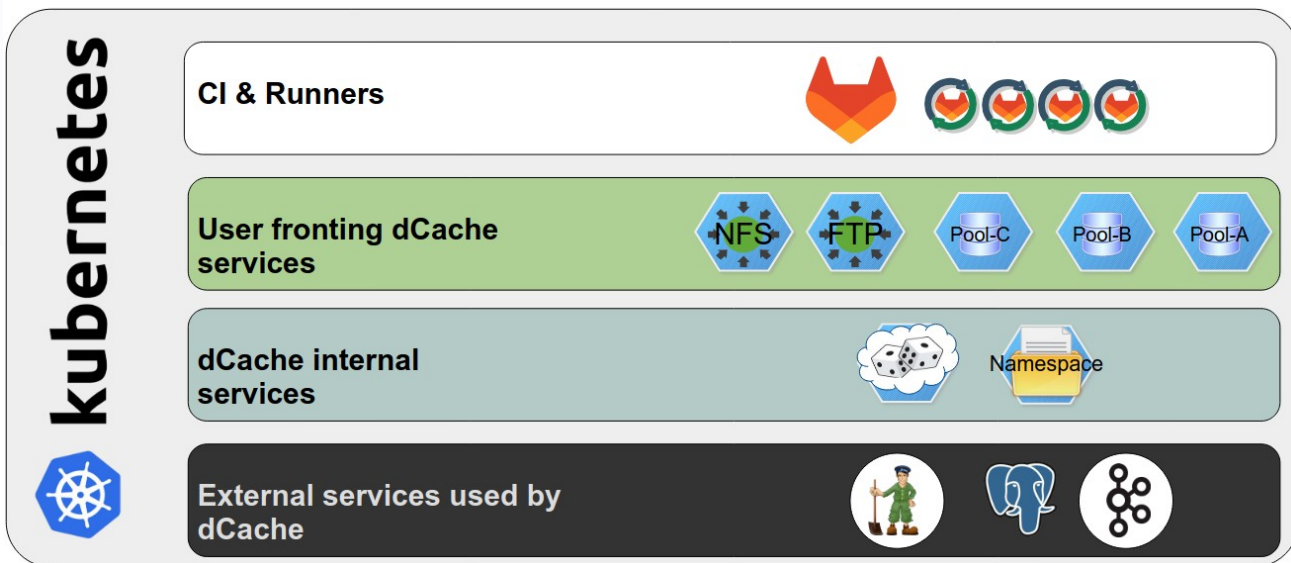 kubernetes
CI & Runners
User fronting dCache
services
NFS
FTP
Pool-C
Pool-B
Pool-A
dCache internal
services
Namespace
External services used by
dCache